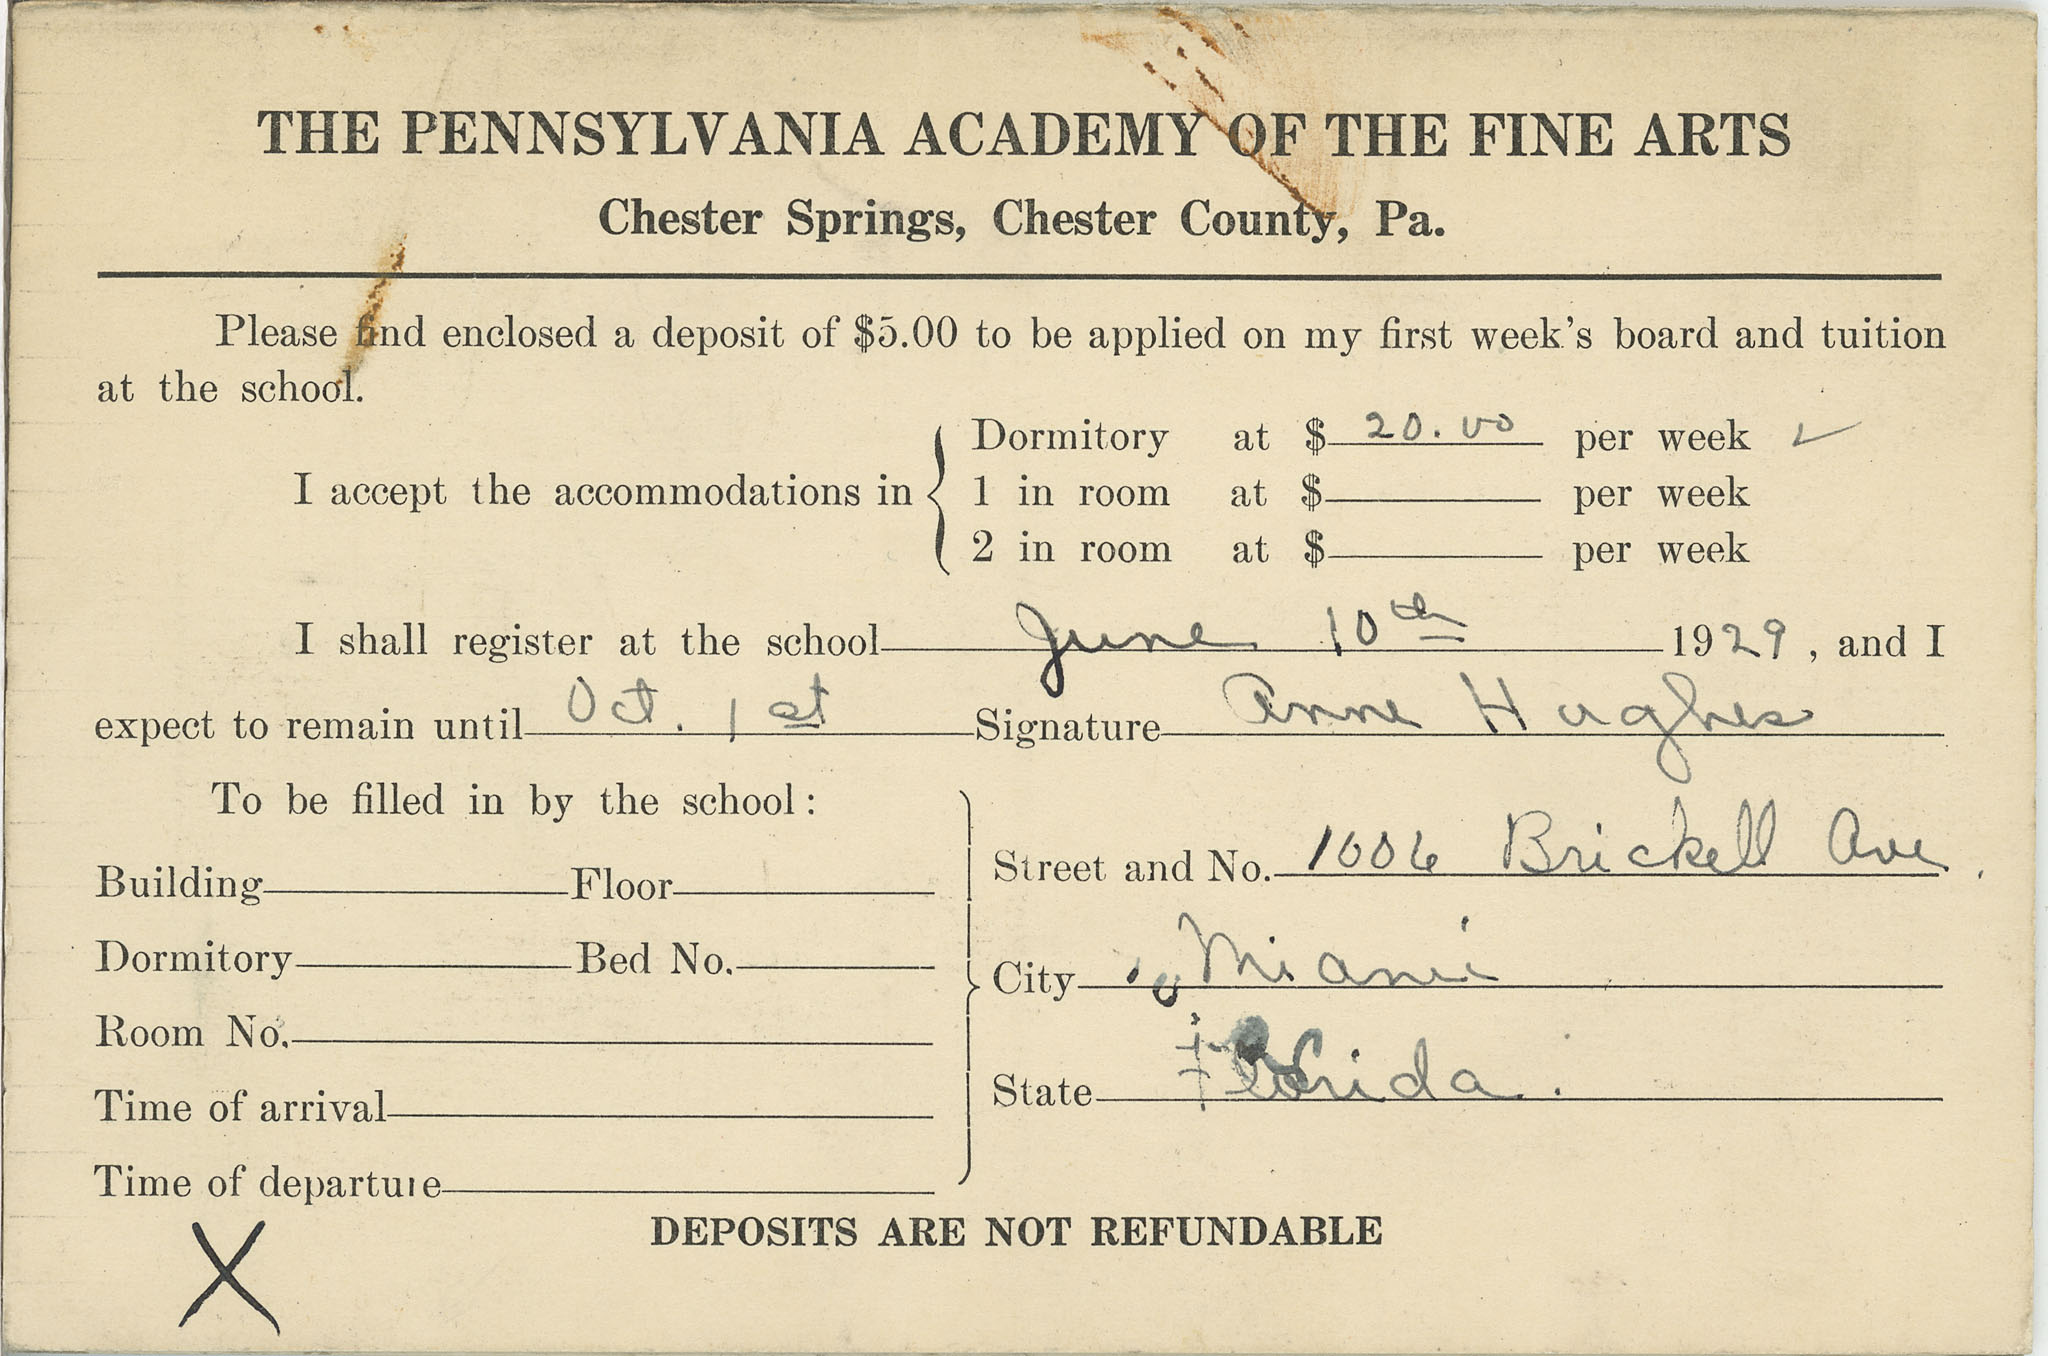 THE PENNSYLVANIA ACADEMY OF THE FINE ARTS
Chester Springs, Chester County, Pa.
Please find enclosed a deposit of $5.00 to be applied on my first week's board and tuition
at the school.
I accept the accommodations in
Dormitory at $ 20.00 per week ✓
1 in room at $ per week
2 in room at $ per week
I shall register at the school June 10th 1929, and I
expect to remain until Oct. 1st Signature Anne Hughes
To be filled in by the school:
Building Floor
Dormitory Bed No.
Room No.
Time of arrival
Time of departure
Street and No. 1006 Brickell Ave.
City Miami
State Florida.
DEPOSITS ARE NOT REFUNDABLE
X